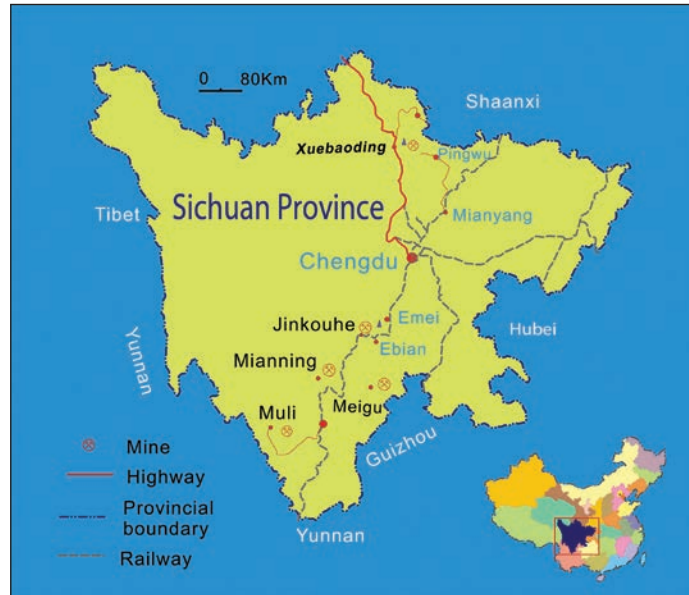 0 80Km
Shaanxi
Xuebaoding
Pingwu
Tibet
Sichuan Province
Mianyang
Chengdu
Jinkouhe
Emei
Hubei
Yunnan
Ebian
Mianning
Muli
Meigu
Guizhou
Mine
Highway
Provincial
boundary
Yunnan
Railway